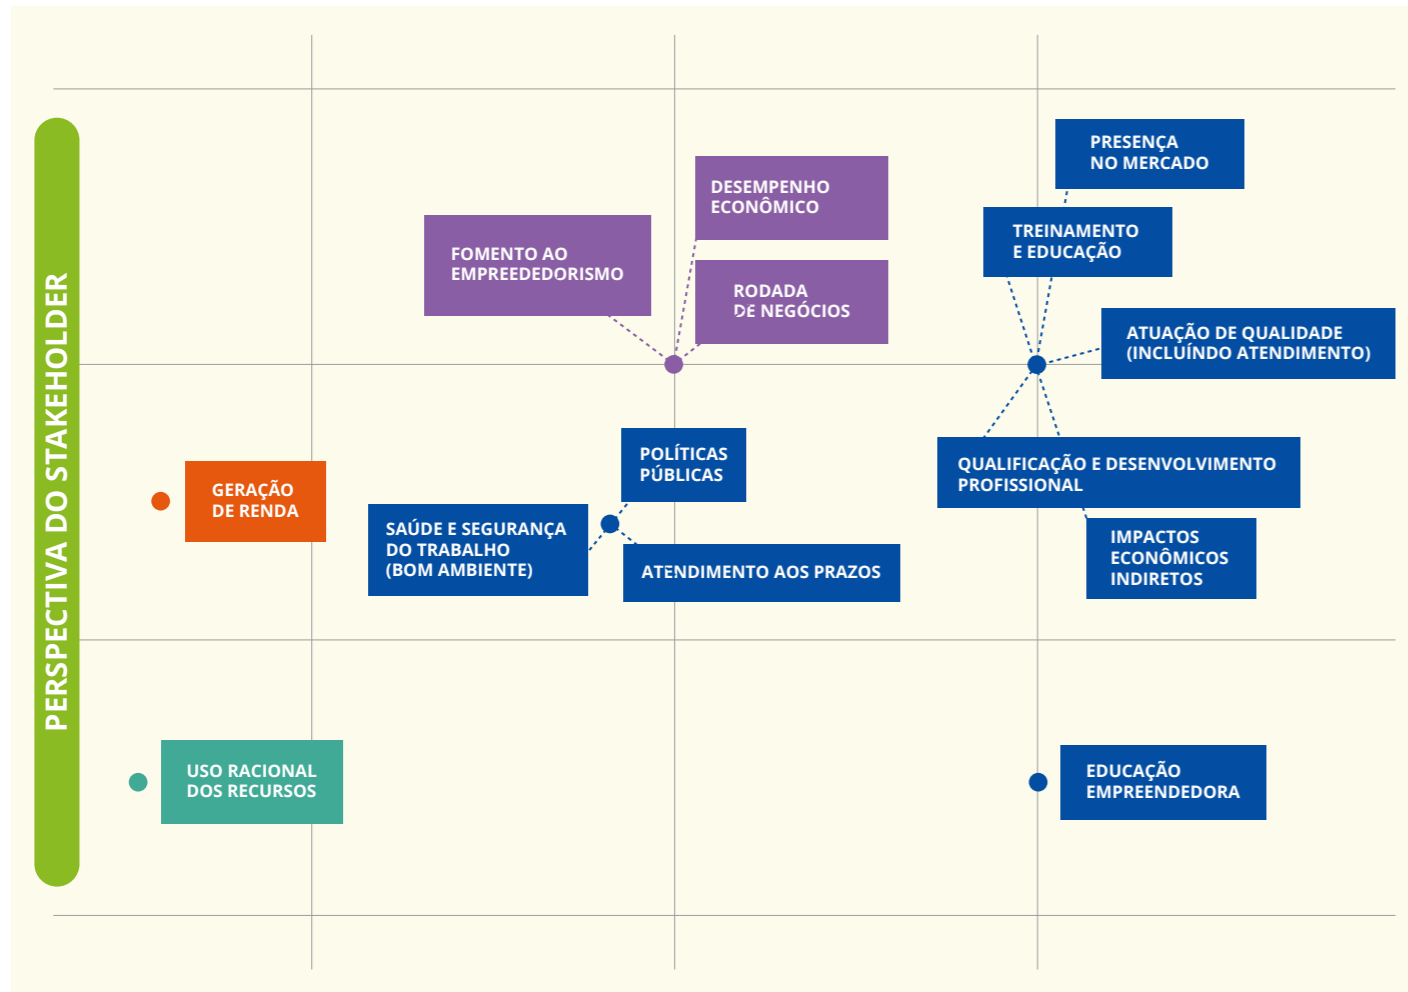 PERSPECTIVA DO STAKEHOLDER
PRESENÇA
NO MERCADO
DESEMPENHO
ECONÔMICO
TREINAMENTO
E EDUCAÇÃO
FOMENTO AO
EMPREEDEDORISMO
RODADA
DE NEGÓCIOS
ATUAÇÃO DE QUALIDADE
(INCLUÍNDO ATENDIMENTO)
POLÍTICAS
PÚBLICAS
QUALIFICAÇÃO E DESENVOLVIMENTO
PROFISSIONAL
GERAÇÃO
DE RENDA
SAÚDE E SEGURANÇA
DO TRABALHO
(BOM AMBIENTE)
ATENDIMENTO AOS PRAZOS
IMPACTOS
ECONÔMICOS
INDIRETOS
USO RACIONAL
DOS RECURSOS
EDUCAÇÃO
EMPREENDEDORA